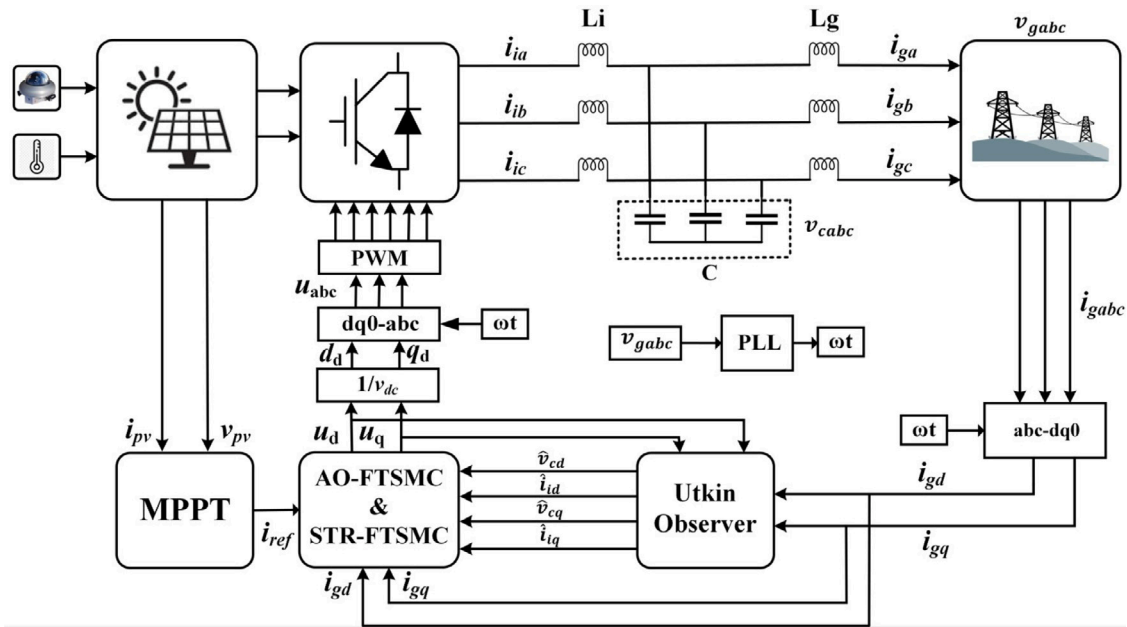 Li
Lg
v_gabc
i_ia
i_ga
i_ib
i_gb
i_ic
i_gc
v_cabc
C
PWM
u_abc
i_gabc
dq0-abc
ωt
v_gabc
PLL
ωt
d_d
q_d
1/v_dc
ωt
abc-dq0
i_pv
v_pv
u_d
u_q
MPPT
i_ref
AO-FTSMC
&
STR-FTSMC
v̂_cd
î_id
v̂_cq
î_iq
Utkin
Observer
i_gd
i_gq
i_gd
i_gq